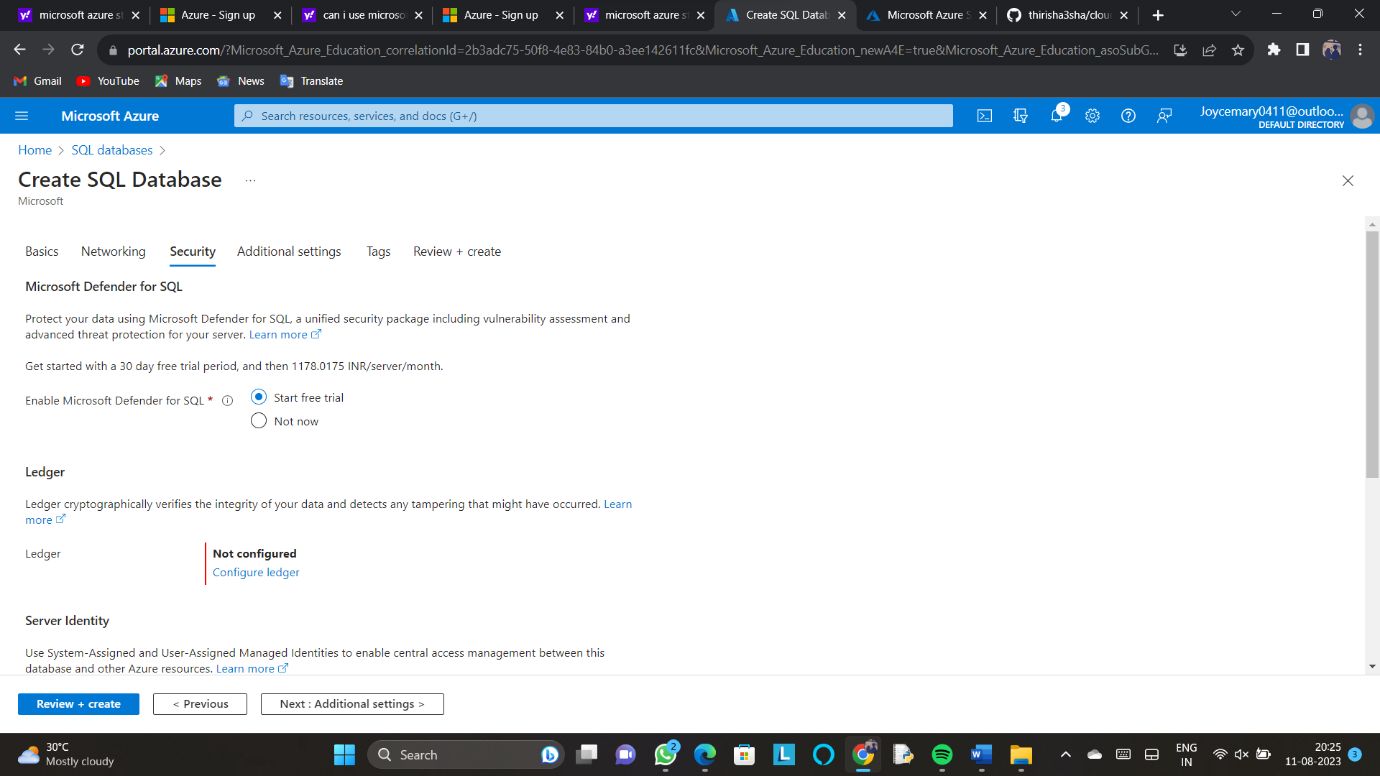 microsoft azure st
Azure - Sign up
can i use microsof
Azure - Sign up
microsoft azure st
Create SQL Datab
Microsoft Azure S
thirisha3sha/clou
portal.azure.com/?Microsoft_Azure_Education_correlationId=2b3adc75-50f8-4e83-84b0-a3ee142611fc&Microsoft_Azure_Education_newA4E=true&Microsoft_Azure_Education_asoSubG...
Gmail
YouTube
Maps
News
Translate
Microsoft Azure
Search resources, services, and docs (G+/)
3
Joycemary0411@outloo...
DEFAULT DIRECTORY
Home > SQL databases >
Create SQL Database ...
Microsoft
Basics Networking Security Additional settings Tags Review + create
Microsoft Defender for SQL
Protect your data using Microsoft Defender for SQL, a unified security package including vulnerability assessment and
advanced threat protection for your server. Learn more
Get started with a 30 day free trial period, and then 1178.0175 INR/server/month.
Enable Microsoft Defender for SQL *
Start free trial
Not now
Ledger
Ledger cryptographically verifies the integrity of your data and detects any tampering that might have occurred. Learn
more
Ledger
Not configured
Configure ledger
Server Identity
Use System-Assigned and User-Assigned Managed Identities to enable central access management between this
database and other Azure resources. Learn more
Review + create
< Previous
Next : Additional settings >
30°C
Mostly cloudy
Search
2
ENG
IN
20:25
11-08-2023
3